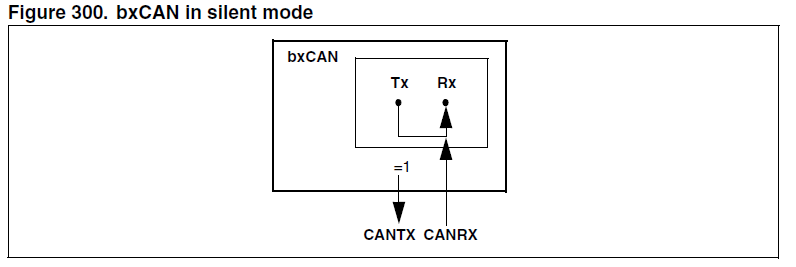 Figure 300. bxCAN in silent mode
bxCAN
Tx Rx
=1
CANTX CANRX